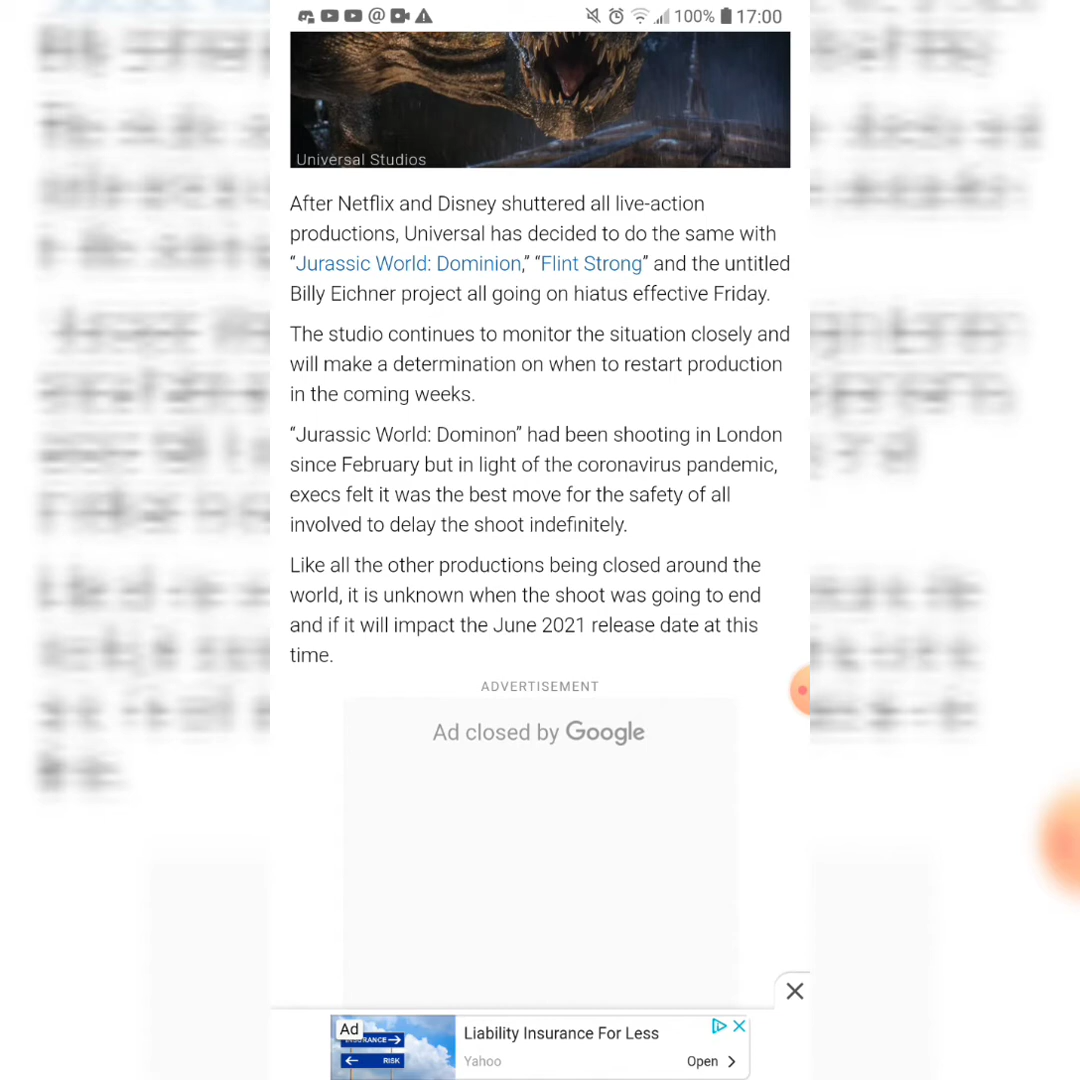 100% 17:00
Universal Studios
After Netflix and Disney shuttered all live-action
productions, Universal has decided to do the same with
“Jurassic World: Dominion,” “Flint Strong” and the untitled
Billy Eichner project all going on hiatus effective Friday.
The studio continues to monitor the situation closely and
will make a determination on when to restart production
in the coming weeks.
“Jurassic World: Dominon” had been shooting in London
since February but in light of the coronavirus pandemic,
execs felt it was the best move for the safety of all
involved to delay the shoot indefinitely.
Like all the other productions being closed around the
world, it is unknown when the shoot was going to end
and if it will impact the June 2021 release date at this
time.
ADVERTISEMENT
Ad closed by Google
Ad
RISK
Liability Insurance For Less
Yahoo
Open